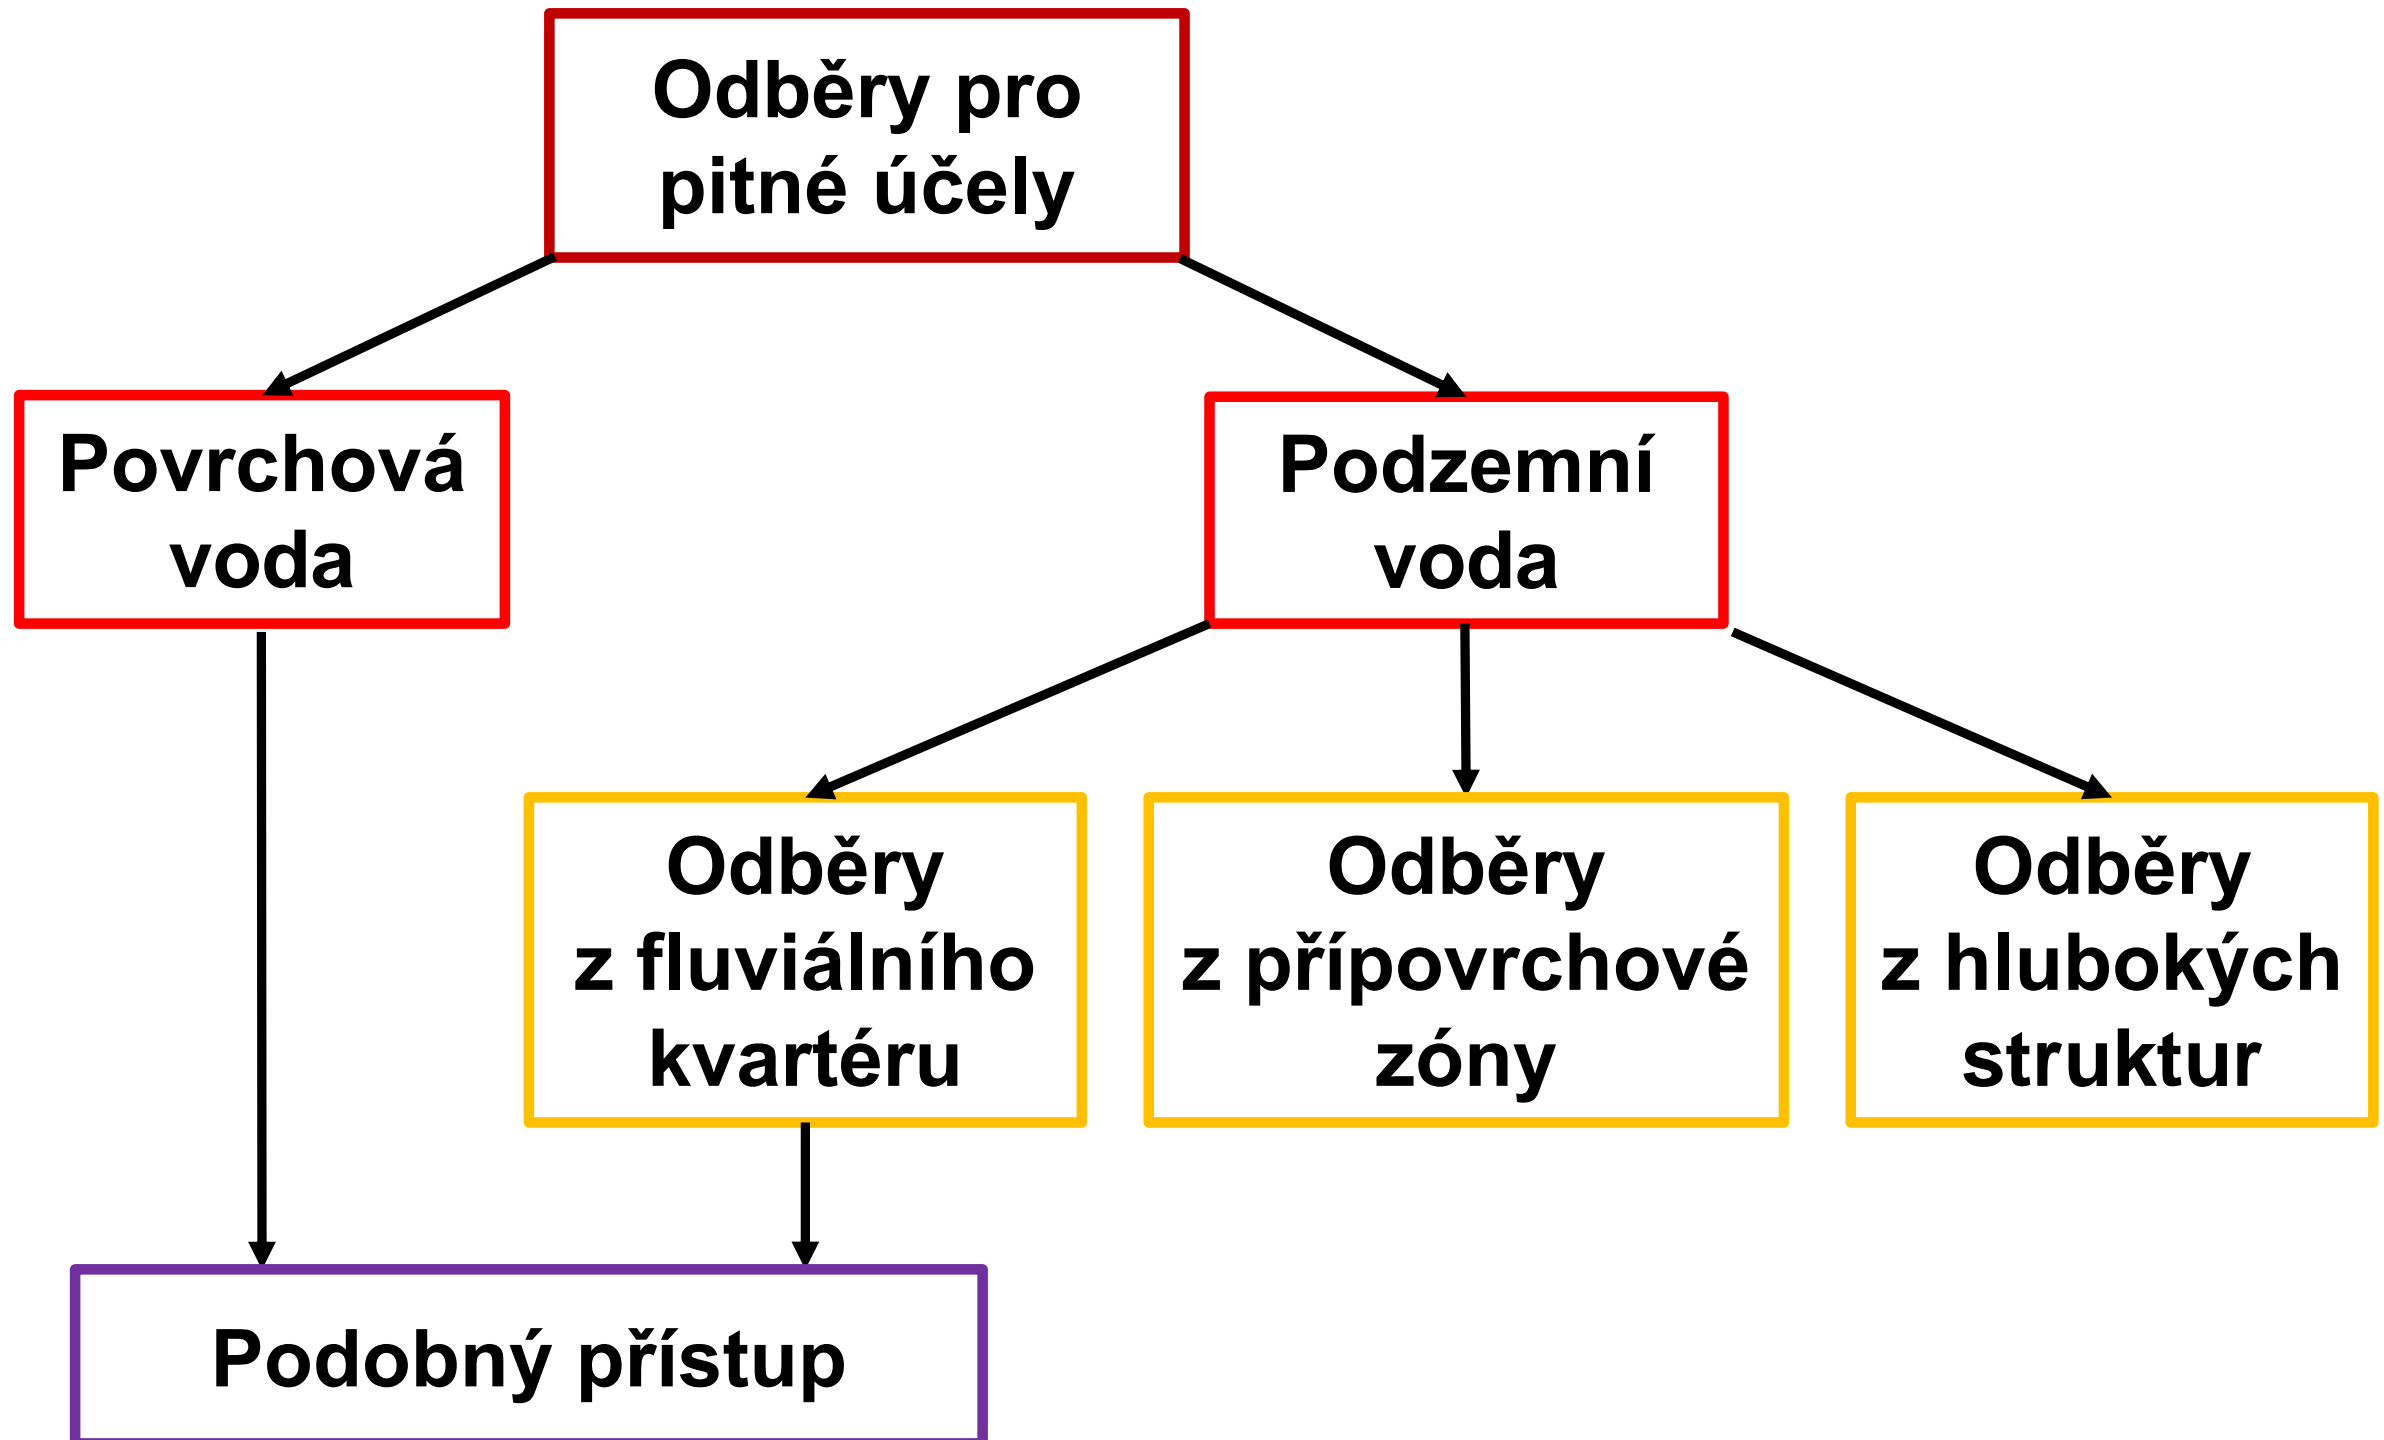 Odběry pro
pitné účely
Povrchová
voda
Podzemní
voda
Odběry
z fluviálního
kvartéru
Odběry
z přípovrchové
zóny
Odběry
z hlubokých
struktur
Podobný přístup